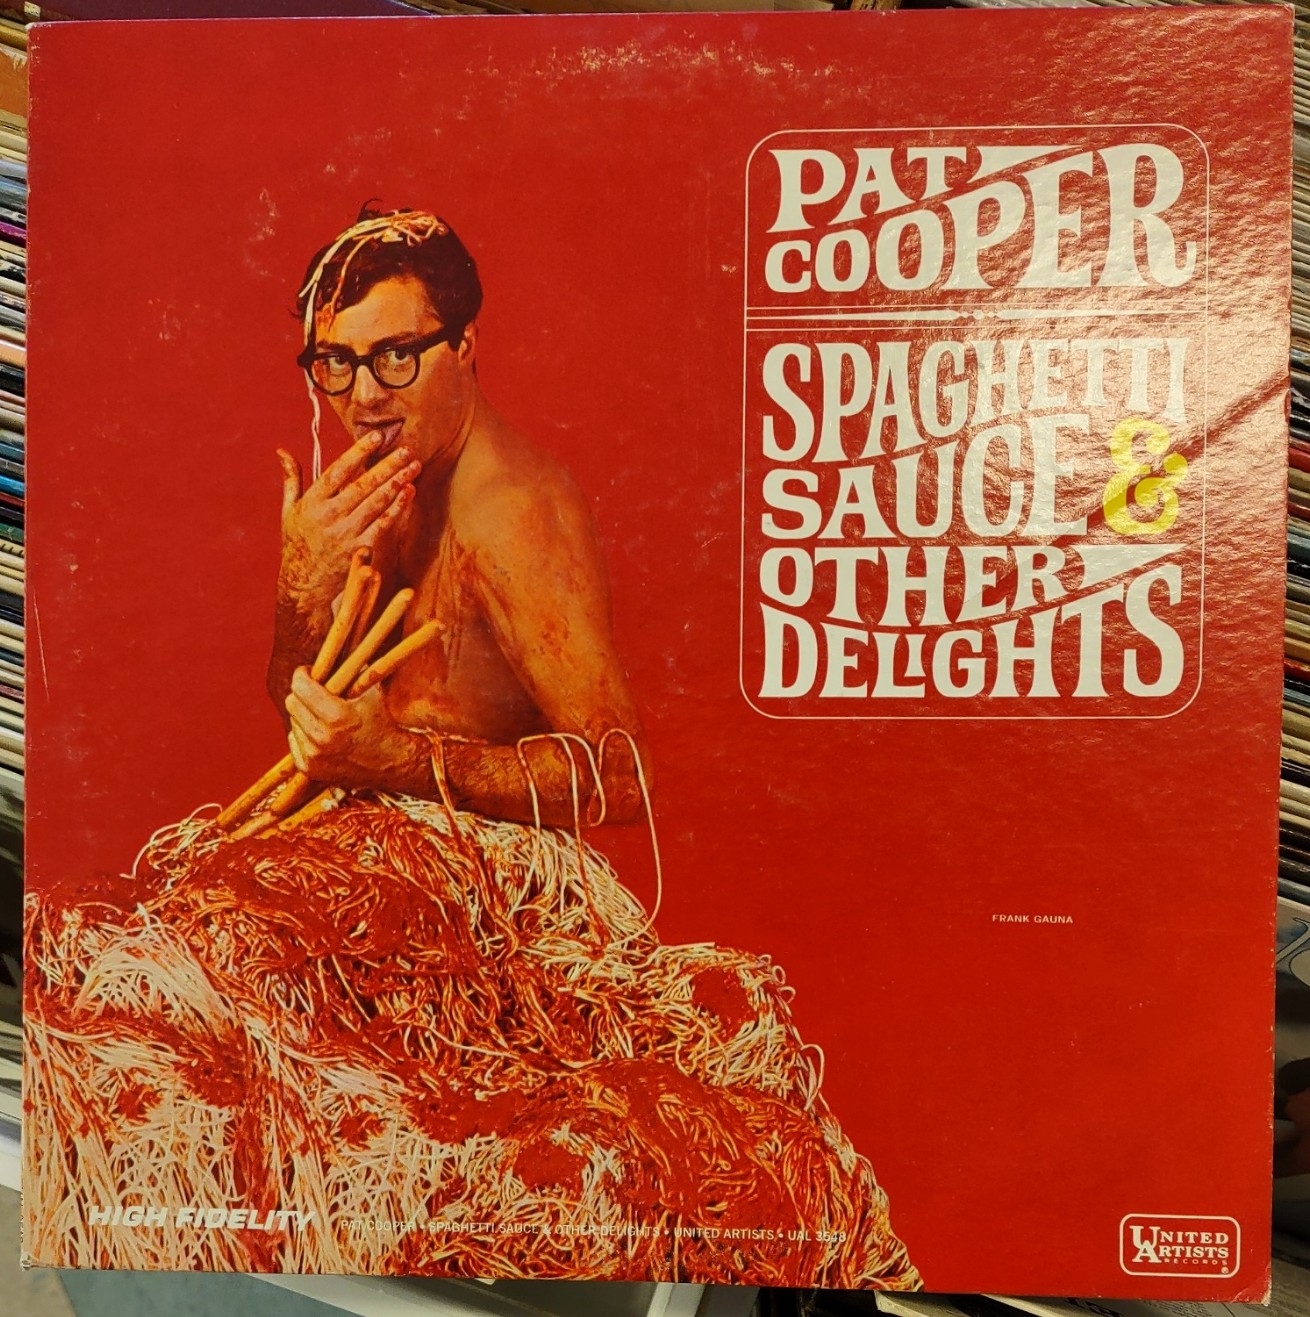 PAT
COOPER
SPAGHETTI
SAUCE &
OTHER
DELIGHTS
FRANK GAUNA
HIGH FIDELITY PAT COOPER • SPAGHETTI SAUCE & OTHER DELIGHTS • UNITED ARTISTS • UAL 3548
UNITED
ARTISTS
RECORDS